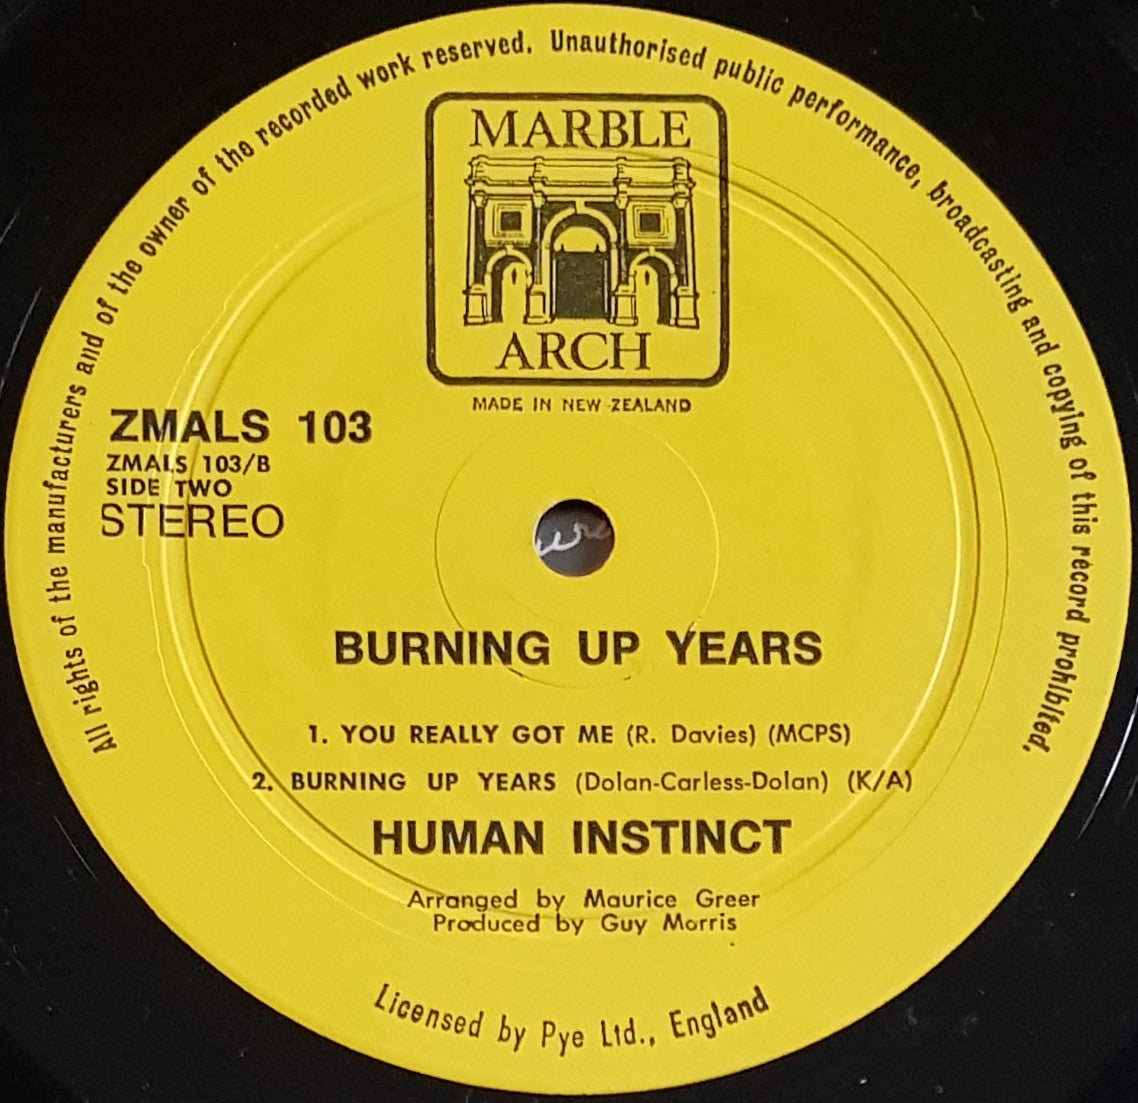 All rights of the manufacturers and of the owner of the recorded work reserved. Unauthorised public performance, broadcasting and copying of this record prohibited.
MARBLE
ARCH
MADE IN NEW ZEALAND
ZMALS 103
ZMALS 103/B
SIDE TWO
STEREO
BURNING UP YEARS
1. YOU REALLY GOT ME (R. Davies) (MCPS)
2. BURNING UP YEARS (Dolan-Carless-Dolan) (K/A)
HUMAN INSTINCT
Arranged by Maurice Greer
Produced by Guy Morris
Licensed by Pye Ltd., England